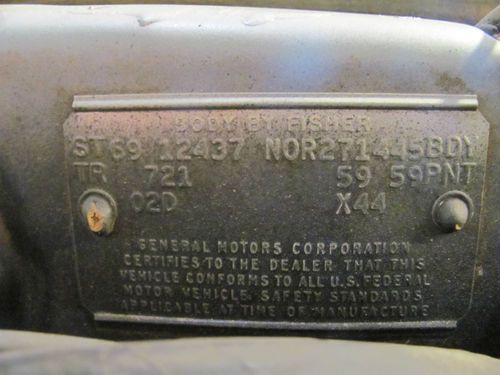 BODY BY FISHER
ST 69 12437 NOR271445BDY
TR 721 59 59PNT
02D X44
GENERAL MOTORS CORPORATION
CERTIFIES TO THE DEALER THAT THIS
VEHICLE CONFORMS TO ALL U.S. FEDERAL
MOTOR VEHICLE SAFETY STANDARDS
APPLICABLE AT TIME OF MANUFACTURE